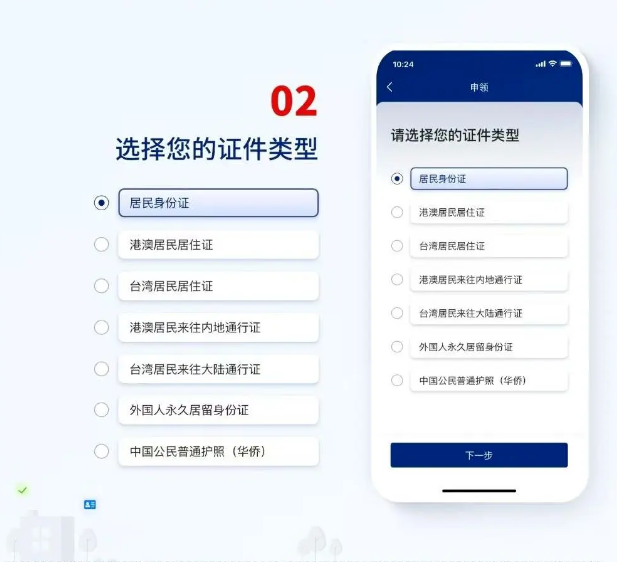 02
选择您的证件类型
居民身份证
港澳居民居住证
台湾居民居住证
港澳居民来往内地通行证
台湾居民来往大陆通行证
外国人永久居留身份证
中国公民普通护照（华侨）
10:24
申领
请选择您的证件类型
居民身份证
港澳居民居住证
台湾居民居住证
港澳居民来往内地通行证
台湾居民来往大陆通行证
外国人永久居留身份证
中国公民普通护照（华侨）
下一步